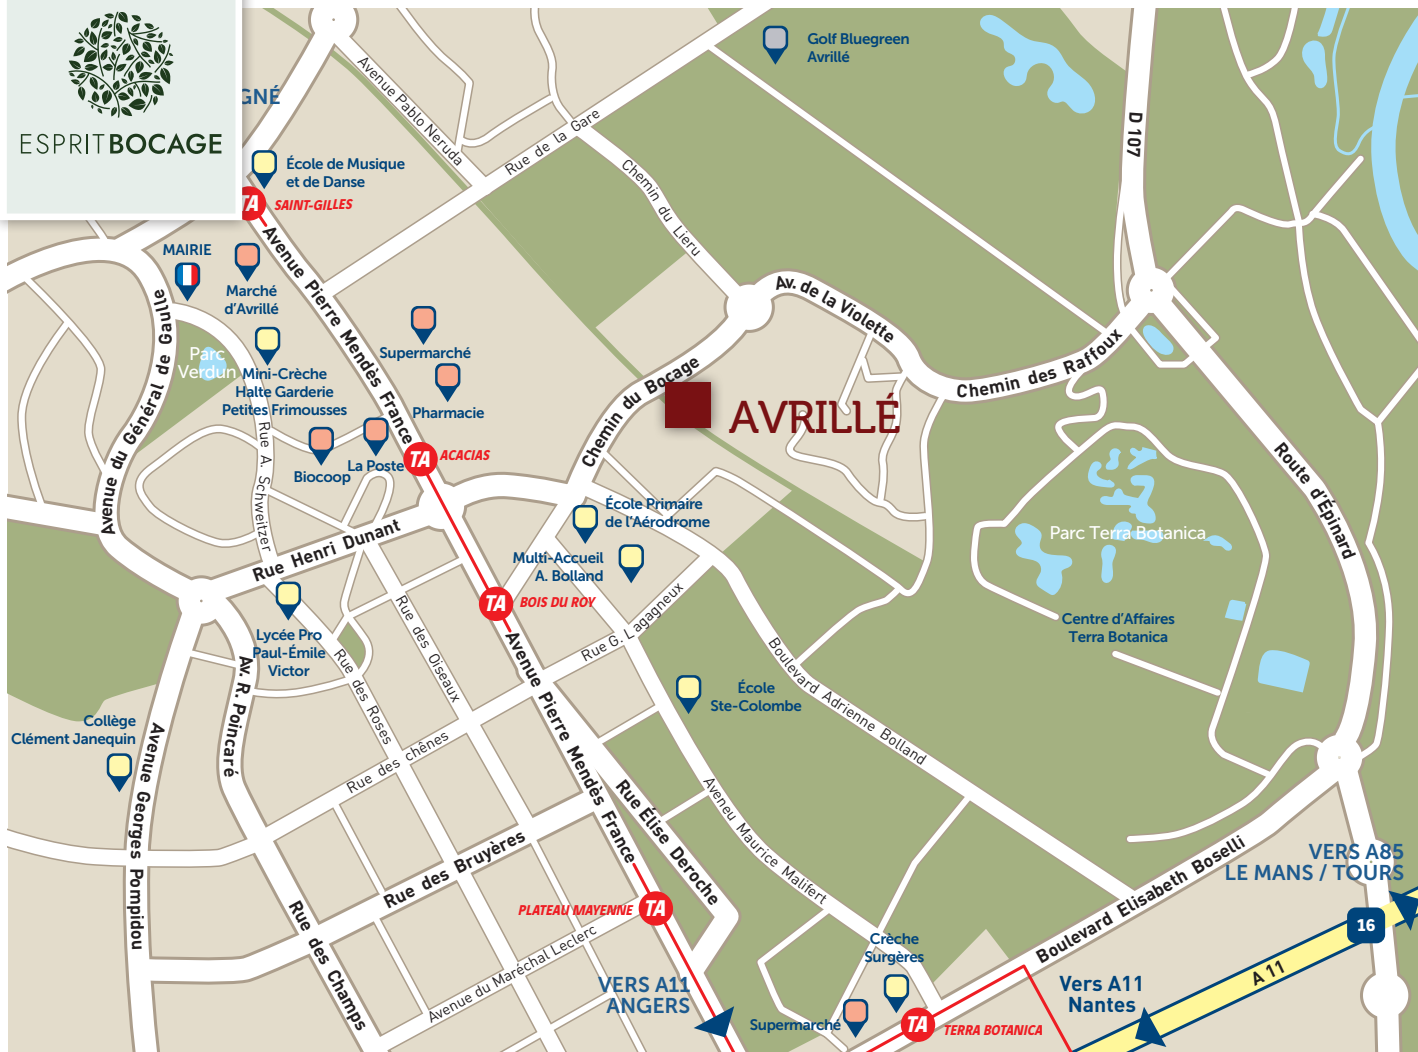 ESPRIT BOCAGE
GNÉ
École de Musique
et de Danse
TA
SAINT-GILLES
Avenue Pablo Neruda
Rue de la Gare
Golf Bluegreen
Avrillé
D 107
Chemin du Lieru
MAIRIE
Marché
d'Avrillé
Avenue Pierre Mendès France
Avenue du Général de Gaulle
Parc
Verdun
Mini-Crèche
Halte Garderie
Petites Frimousses
Supermarché
Pharmacie
Av. de la Violette
Chemin du Bocage
AVRILLÉ
Chemin des Raffoux
Rue A. Schweitzer
Biocoop
La Poste
TA
ACACIAS
Route d'Épinard
Rue Henri Dunant
École Primaire
de l'Aérodrome
Multi-Accueil
A. Bolland
Parc Terra Botanica
Centre d'Affaires
Terra Botanica
TA
BOIS DU ROY
Lycée Pro
Paul-Émile
Victor
Rue des Oiseaux
Rue des Roses
Rue G. Lagagneux
Av. R. Poincaré
Avenue Pierre Mendès France
École
Ste-Colombe
Boulevard Adrienne Bolland
Collège
Clément Janequin
Avenue Georges Pompidou
Rue des chênes
Rue Élise Deroche
Aveneu Maurice Malifert
Rue des Bruyères
Boulevard Elisabeth Boselli
VERS A85
LE MANS / TOURS
PLATEAU MAYENNE
TA
16
Rue des Champs
Avenue du Maréchal Leclerc
VERS A11
ANGERS
Crèche
Surgères
Supermarché
TA
TERRA BOTANICA
Vers A11
Nantes
A 11